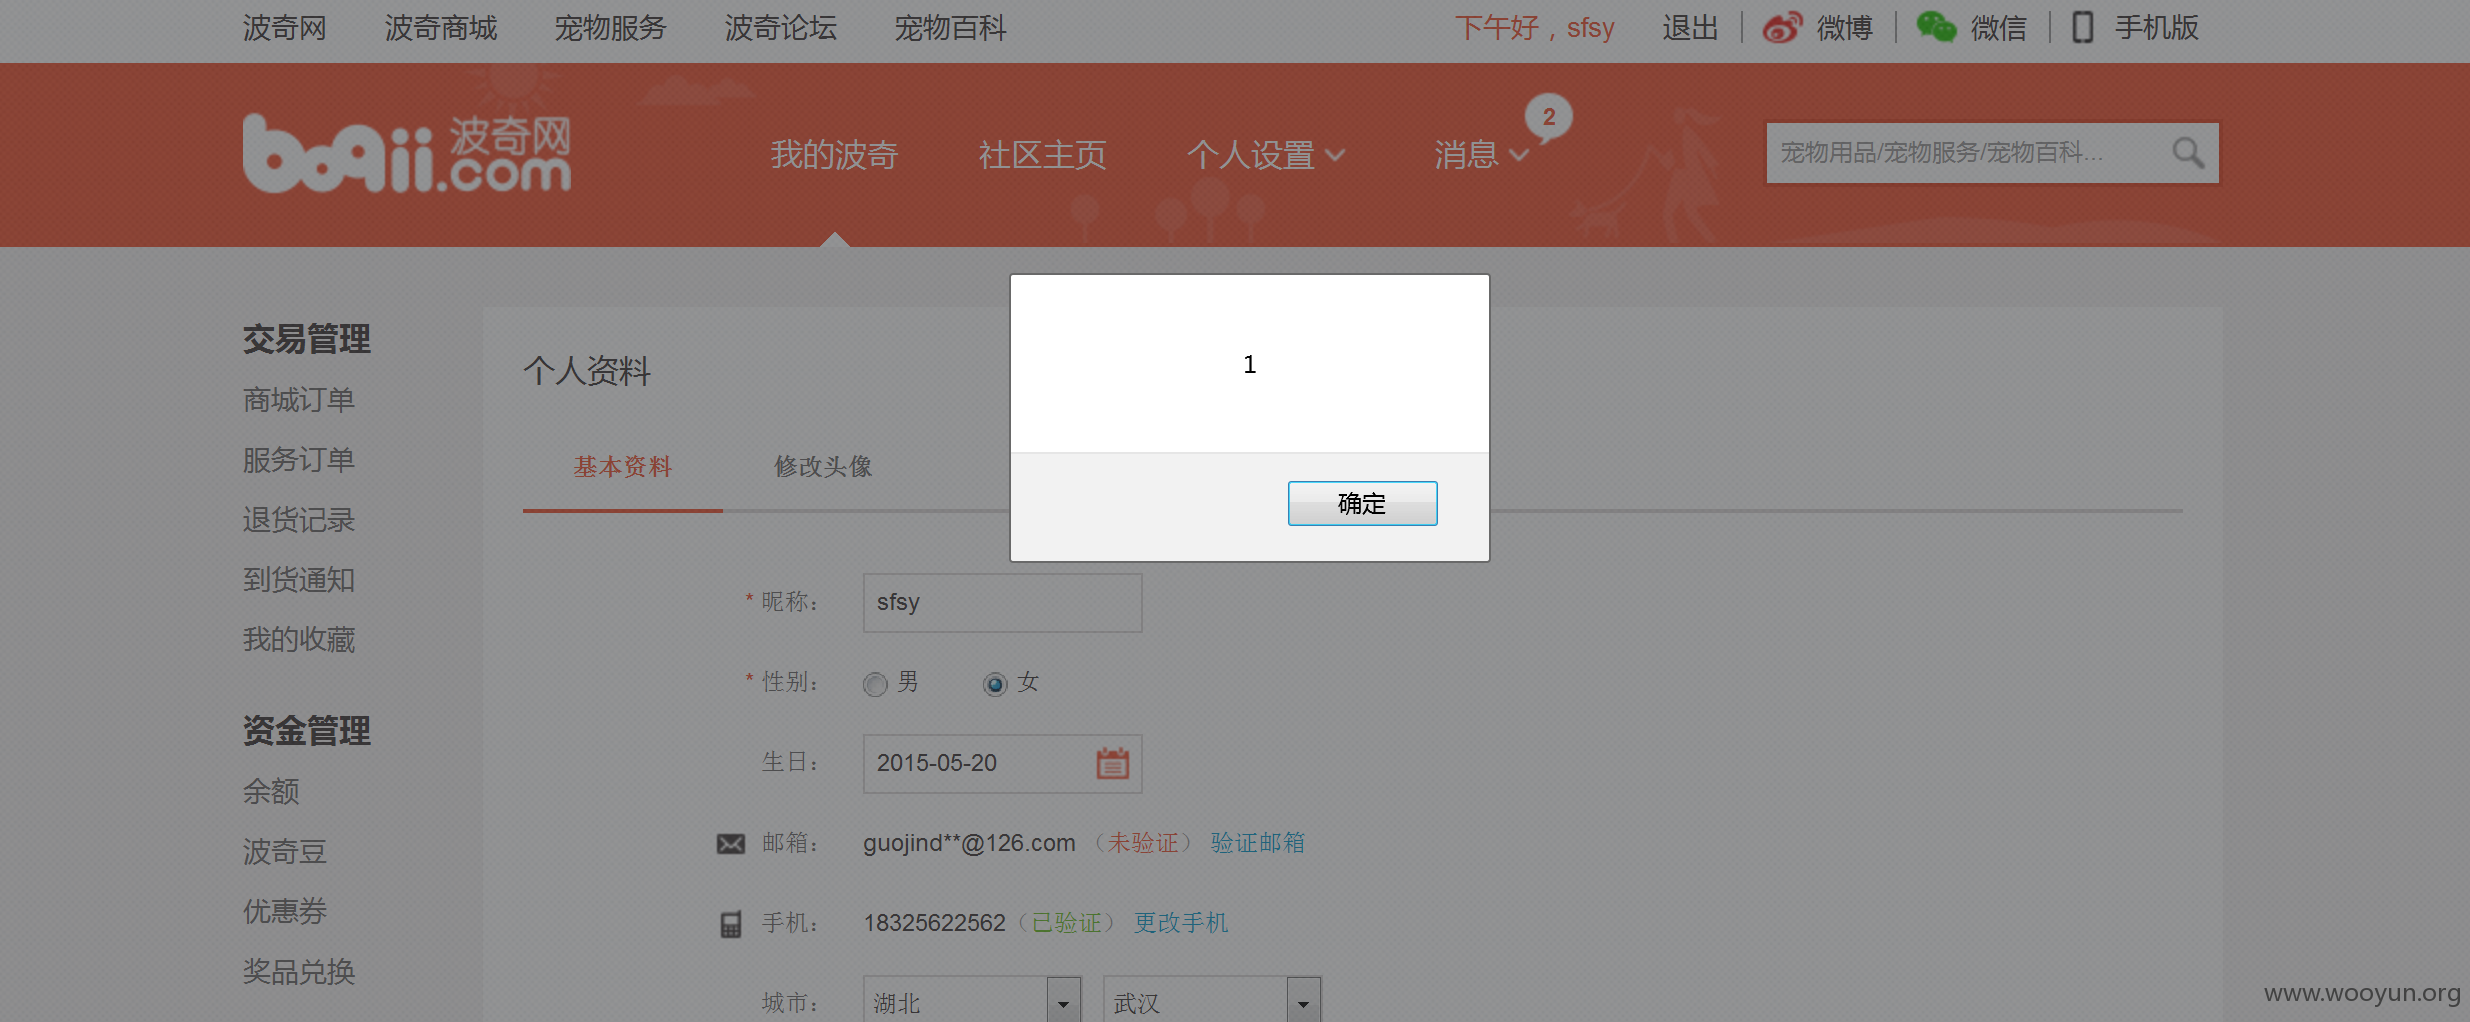 波奇网 波奇商城 宠物服务 波奇论坛 宠物百科 下午好，sfsy 退出 微博 微信 手机版
boqii.com 波奇网
我的波奇 社区主页 个人设置 消息 2
宠物用品/宠物服务/宠物百科...
交易管理
商城订单
服务订单
退货记录
到货通知
我的收藏
资金管理
余额
波奇豆
优惠券
奖品兑换
个人资料
基本资料 修改头像
1
确定
* 昵称： sfsy
* 性别： 男 女
生日： 2015-05-20
邮箱： guojind**@126.com （未验证） 验证邮箱
手机： 18325622562（已验证） 更改手机
城市： 湖北 武汉
www.wooyun.org